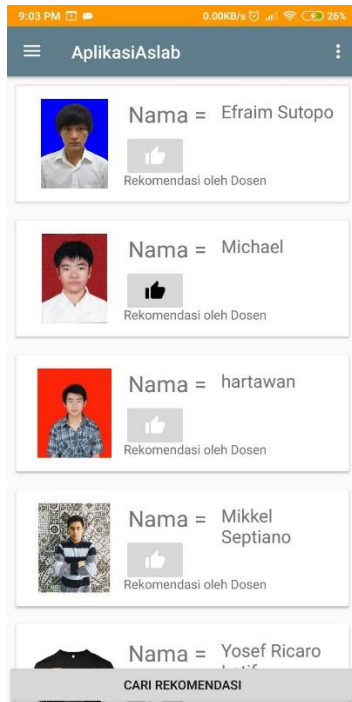 9:03 PM 0.00KB/s 26%
AplikasiAslab
Nama = Efraim Sutopo
Rekomendasi oleh Dosen
Nama = Michael
Rekomendasi oleh Dosen
Nama = hartawan
Rekomendasi oleh Dosen
Nama = Mikkel
Septiano
Rekomendasi oleh Dosen
Nama = Yosef Ricaro
CARI REKOMENDASI